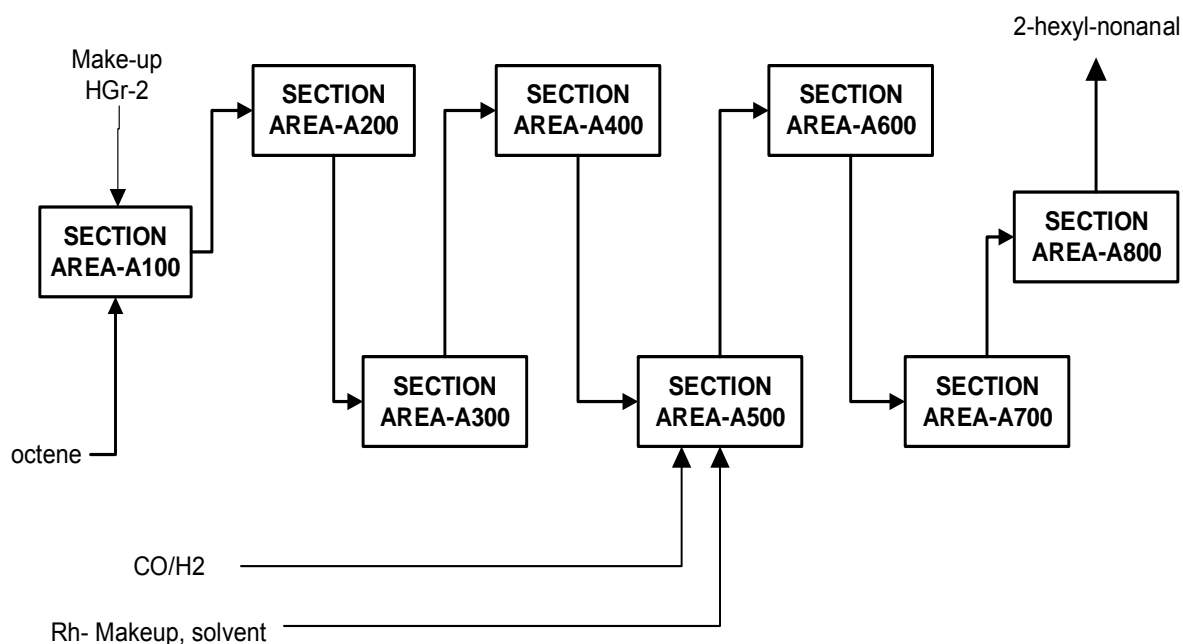 2-hexyl-nonanal
Make-up
HGr-2
SECTION
AREA-A200
SECTION
AREA-A400
SECTION
AREA-A600
SECTION
AREA-A100
SECTION
AREA-A800
SECTION
AREA-A300
SECTION
AREA-A500
SECTION
AREA-A700
octene
CO/H2
Rh- Makeup, solvent